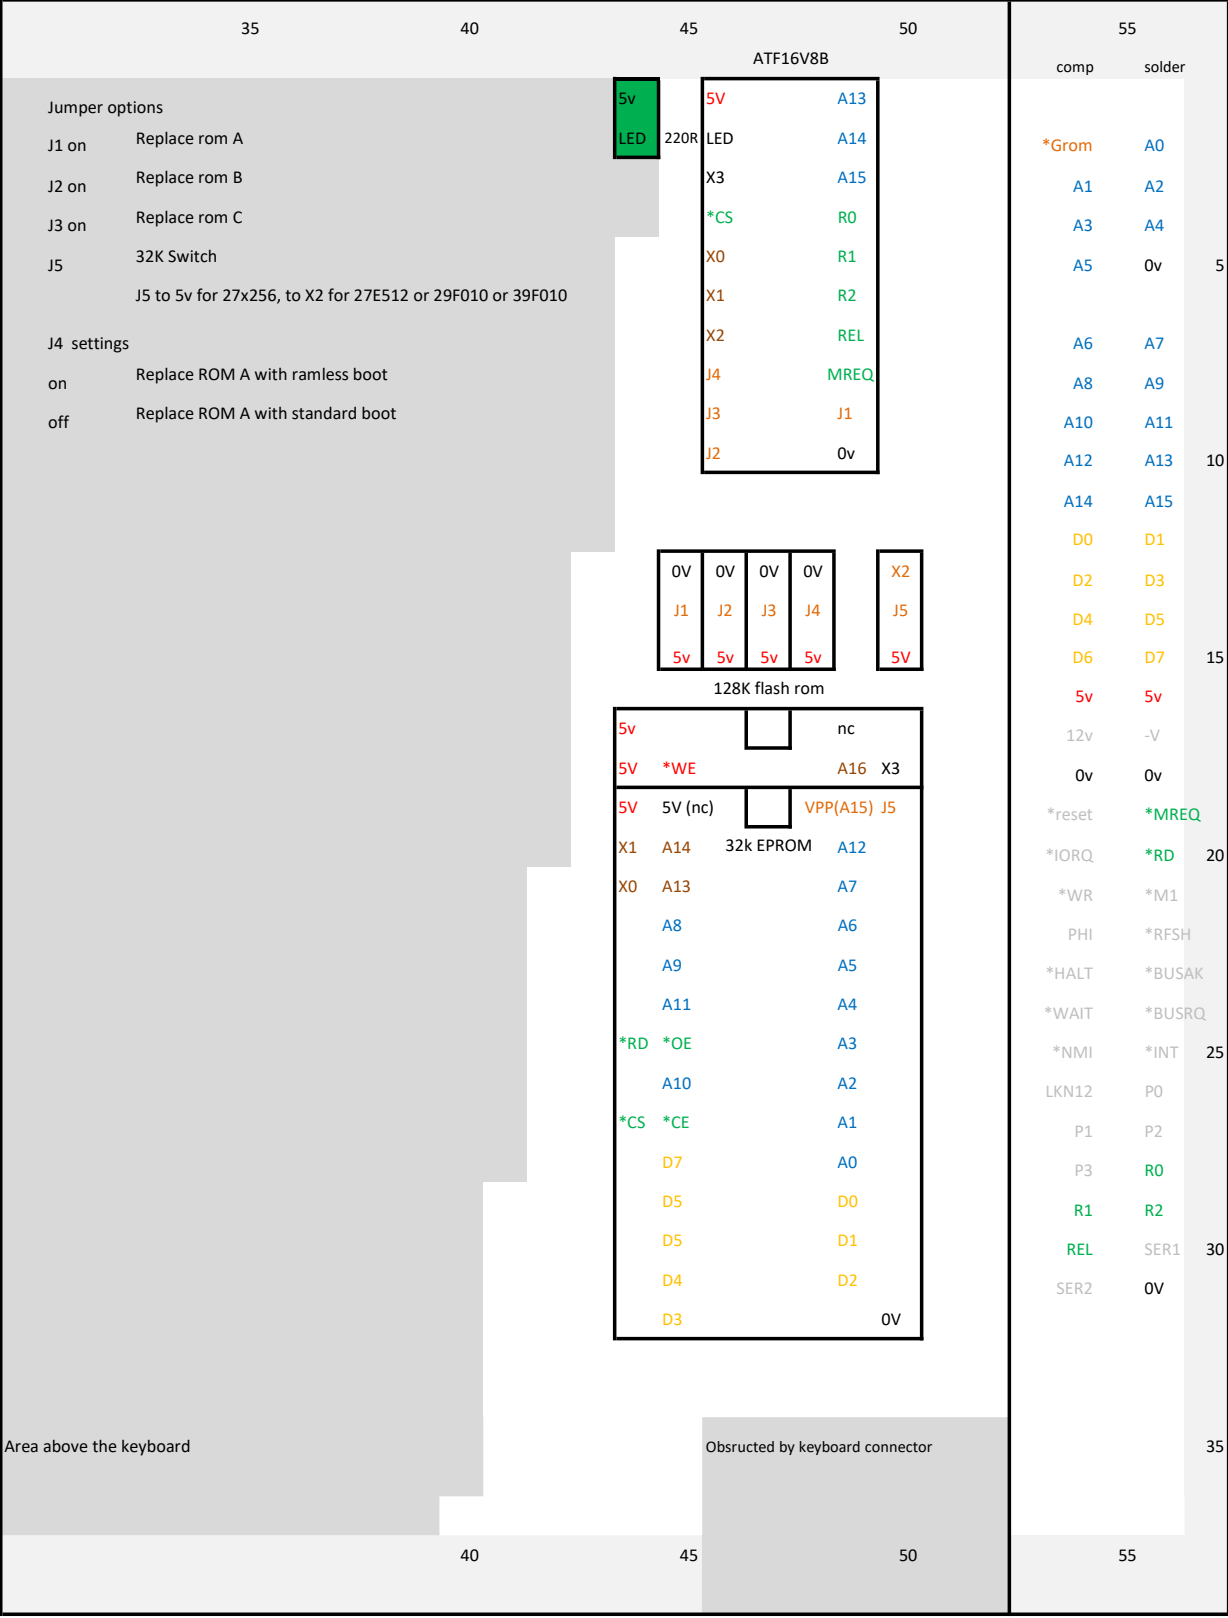 35 40 45 50 55
ATF16V8B
comp solder
5v 5V A13
Jumper options
LED 220R LED A14
J1 on Replace rom A *Grom A0
X3 A15
J2 on Replace rom B A1 A2
*CS R0
J3 on Replace rom C A3 A4
X0 R1
J5 32K Switch A5 0v 5
J5 to 5v for 27x256, to X2 for 27E512 or 29F010 or 39F010 X1 R2
X2 REL
J4 settings A6 A7
J4 MREQ
on Replace ROM A with ramless boot A8 A9
J3 J1
off Replace ROM A with standard boot A10 A11
J2 0v A12 A13 10
A14 A15
D0 D1
0V 0V 0V 0V X2 D2 D3
J1 J2 J3 J4 J5 D4 D5
5v 5v 5v 5v 5V D6 D7 15
128K flash rom 5v 5v
5v nc 12v -V
5V *WE A16 X3 0v 0v
5V 5V (nc) VPP(A15) J5 *reset *MREQ
X1 A14 32k EPROM A12 *IORQ *RD 20
X0 A13 A7 *WR *M1
A8 A6 PHI *RFSH
A9 A5 *HALT *BUSAK
A11 A4 *WAIT *BUSRQ
*RD *OE A3 *NMI *INT 25
A10 A2 LKN12 P0
*CS *CE A1 P1 P2
D7 A0 P3 R0
D5 D0 R1 R2
D5 D1 REL SER1 30
D4 D2 SER2 0V
D3 0V
Area above the keyboard Obsructed by keyboard connector 35
40 45 50 55